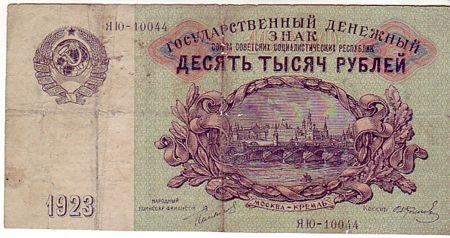 ЯЮ-10044
ГОСУДАРСТВЕННЫЙ ДЕНЕЖНЫЙ
ЗНАК
СОЮЗА СОВЕТСКИХ СОЦИАЛИСТИЧЕСКИХ РЕСПУБЛИК
ДЕСЯТЬ ТЫСЯЧ РУБЛЕЙ
МОСКВА-КРЕМЛЬ
1923
НАРОДНЫЙ
КОМИССАР ФИНАНСОВ
Кассир
ЯЮ-10044